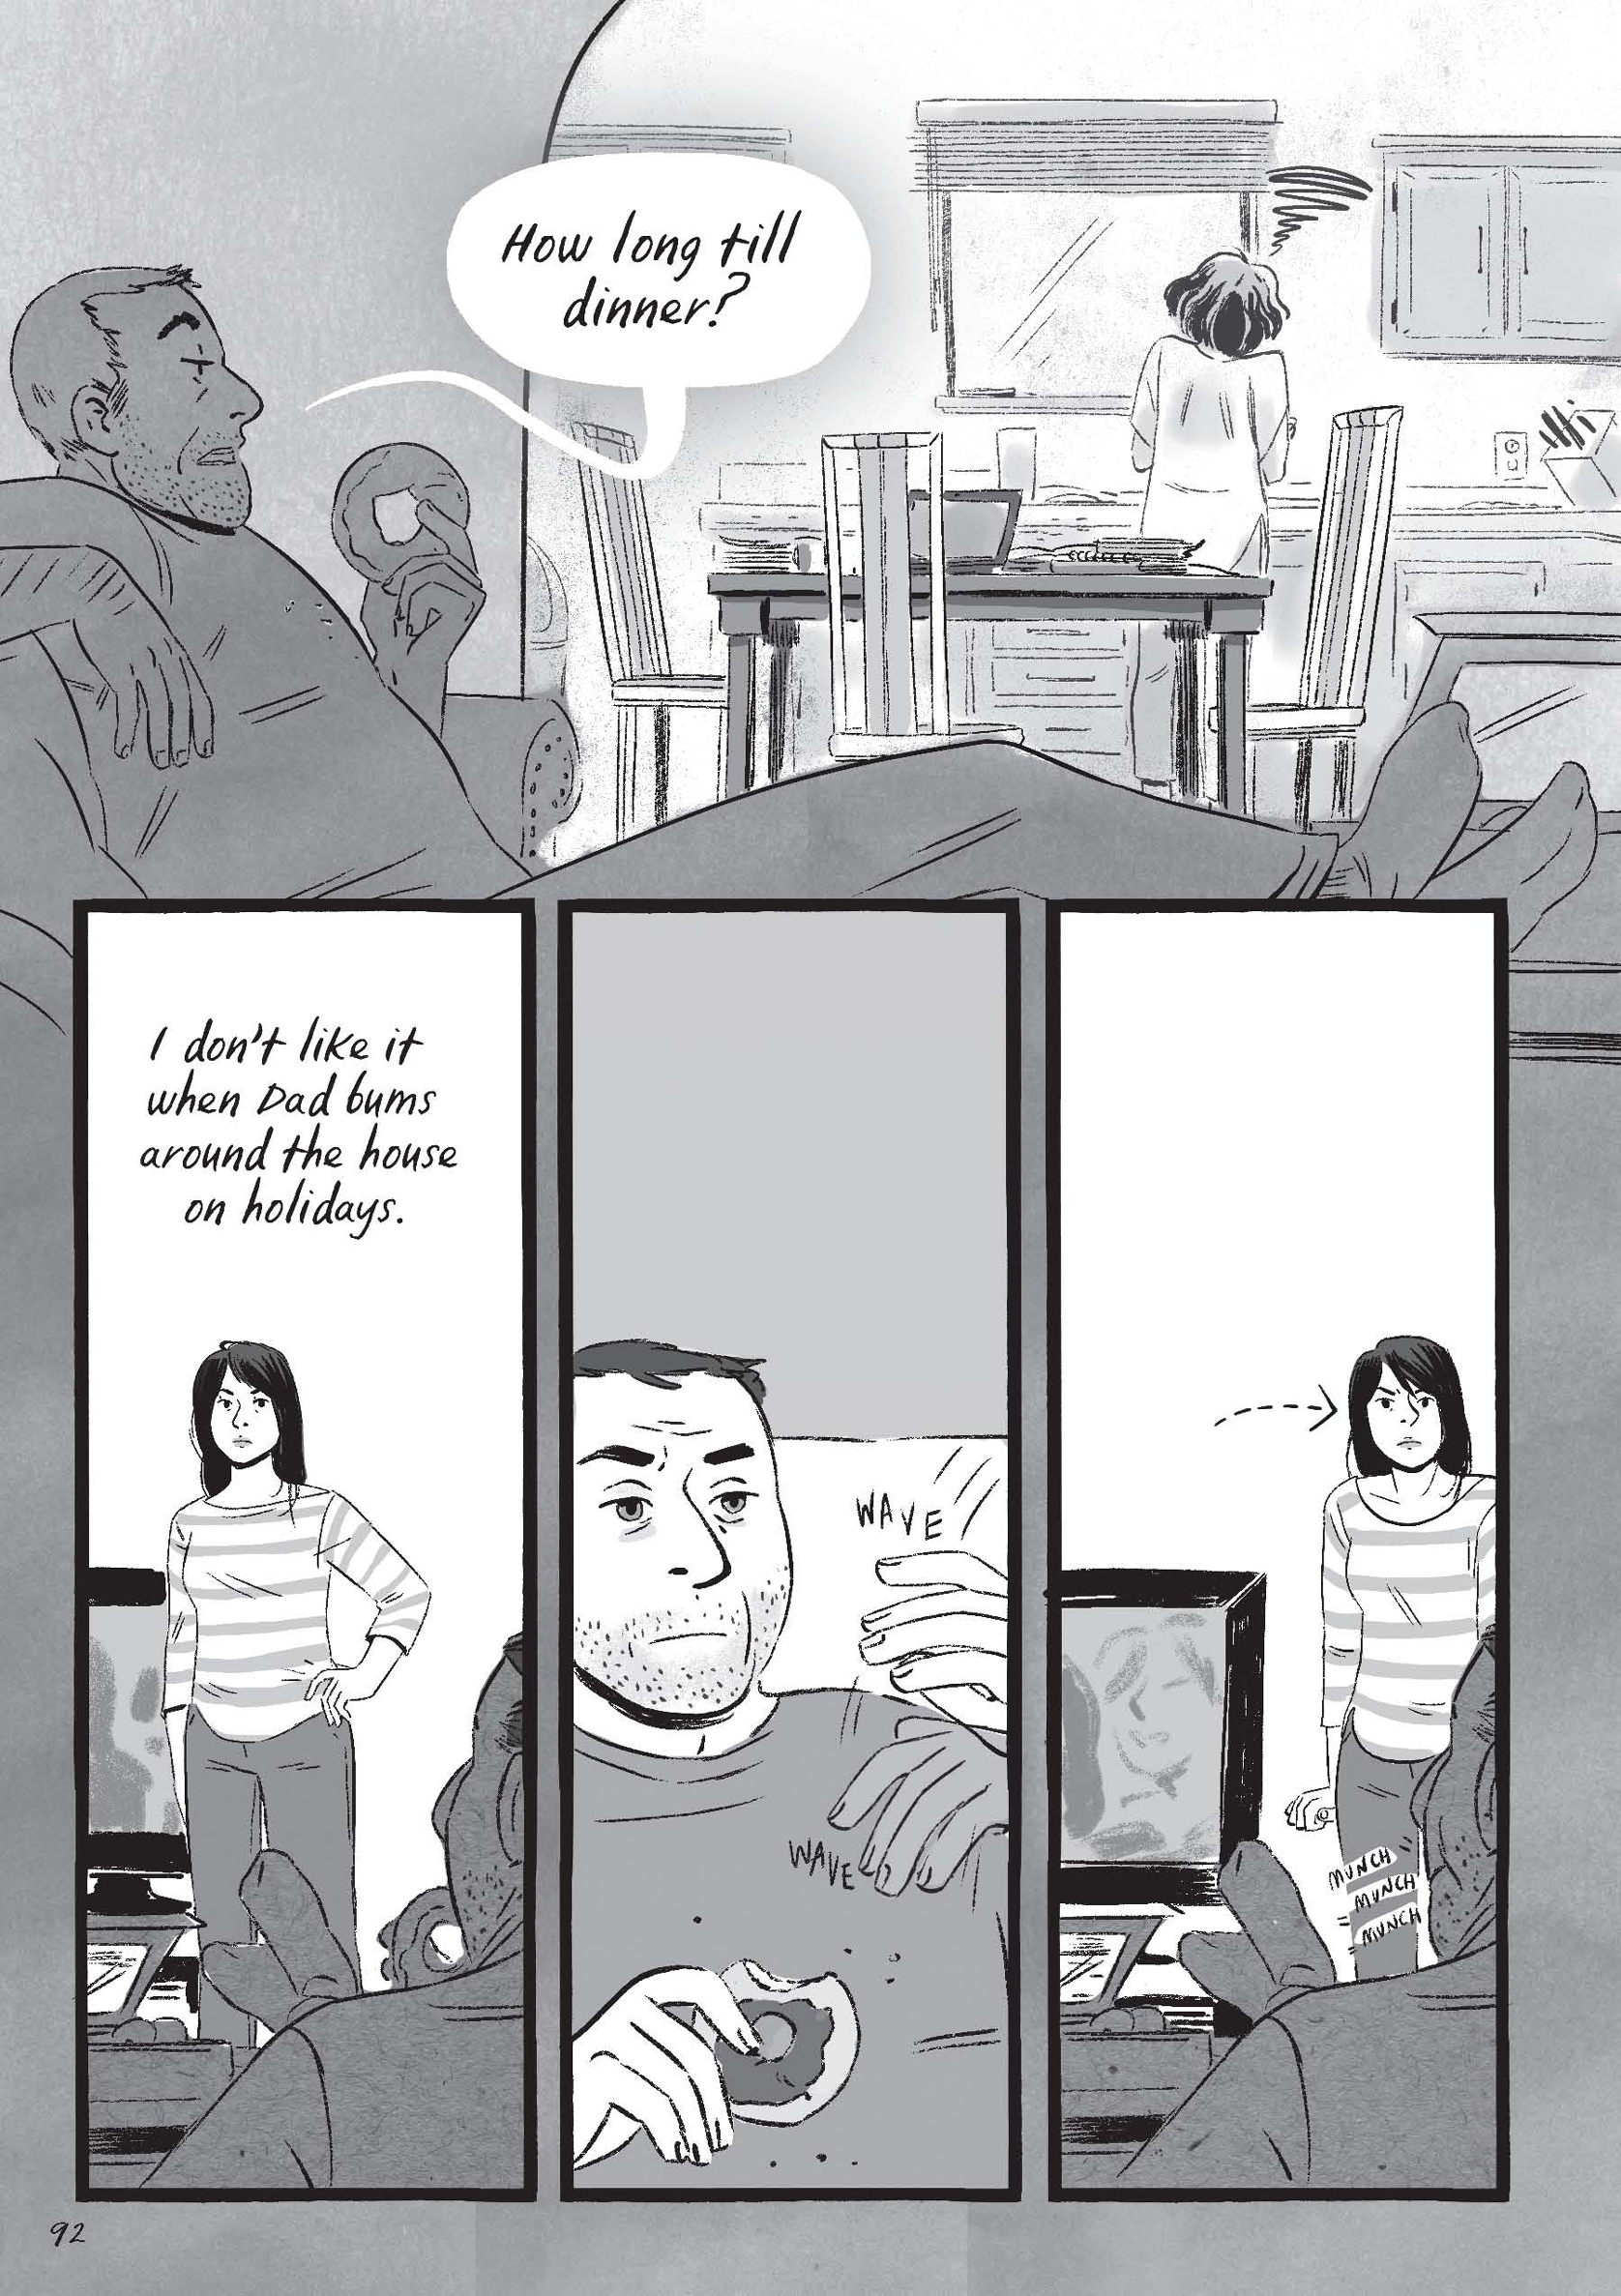 How long till
dinner?
I don't like it
when Dad bums
around the house
on holidays.
WAVE
WAVE
MUNCH
MUNCH
MUNCH
92